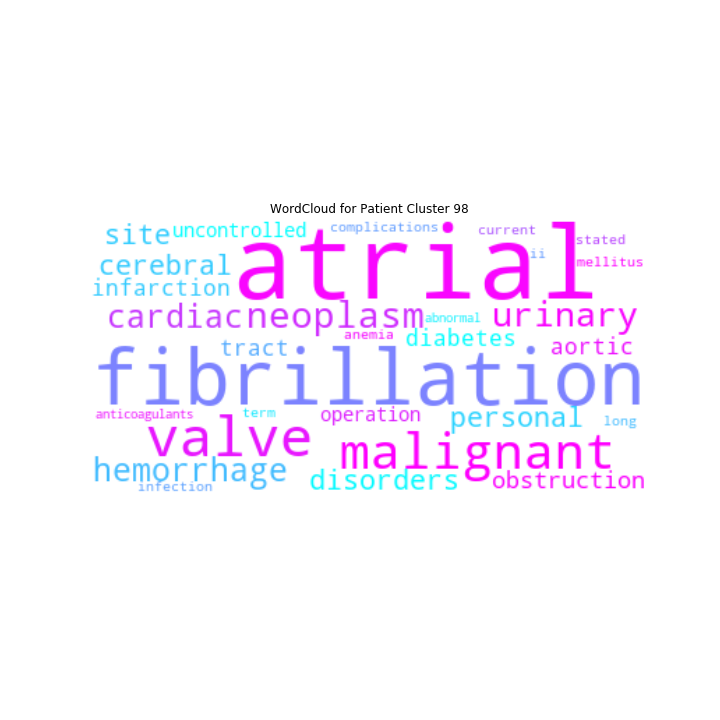 WordCloud for Patient Cluster 98
site uncontrolled complications current stated
atrial
cerebral ii mellitus
infarction
cardiac neoplasm abnormal urinary
anemia diabetes
tract aortic
fibrillation
anticoagulants term operation personal long
valve malignant
hemorrhage disorders obstruction
infection